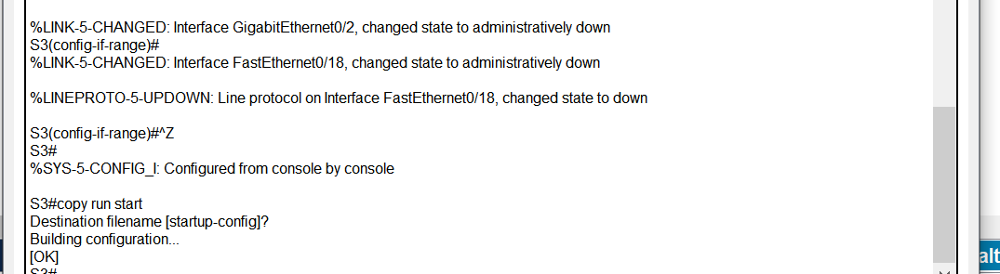 %LINK-5-CHANGED: Interface GigabitEthernet0/2, changed state to administratively down
S3(config-if-range)#
%LINK-5-CHANGED: Interface FastEthernet0/18, changed state to administratively down
%LINEPROTO-5-UPDOWN: Line protocol on Interface FastEthernet0/18, changed state to down
S3(config-if-range)#^Z
S3#
%SYS-5-CONFIG_I: Configured from console by console
S3#copy run start
Destination filename [startup-config]?
Building configuration...
[OK]
S3#
alt